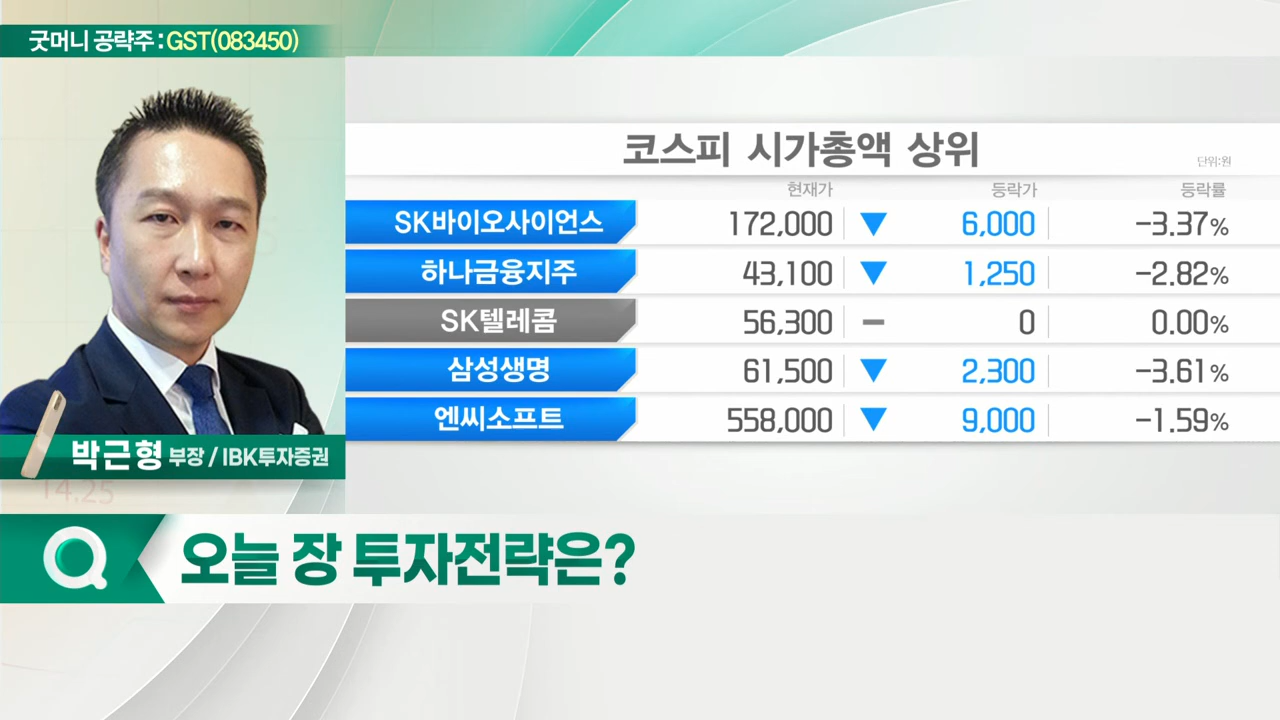 굿머니 공략주 : GST(083450)
코스피 시가총액 상위
단위:원
현재가 등락가 등락률
SK바이오사이언스 172,000 ▼ 6,000 -3.37%
하나금융지주 43,100 ▼ 1,250 -2.82%
SK텔레콤 56,300 - 0 0.00%
삼성생명 61,500 ▼ 2,300 -3.61%
엔씨소프트 558,000 ▼ 9,000 -1.59%
박근형 부장 / IBK투자증권
14.25
Q 오늘 장 투자전략은?